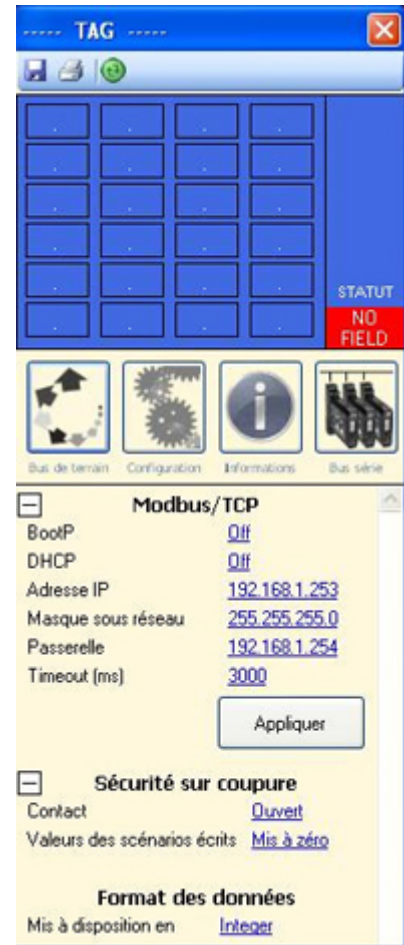 ----- TAG -----
STATUT
NO
FIELD
Bus de terrain Configuration Informations Bus série
Modbus/TCP
BootP Off
DHCP Off
Adresse IP 192.168.1.253
Masque sous réseau 255.255.255.0
Passerelle 192.168.1.254
Timeout (ms) 3000
Appliquer
Sécurité sur coupure
Contact Ouvert
Valeurs des scénarios écrits Mis à zéro
Format des données
Mis à disposition en Integer